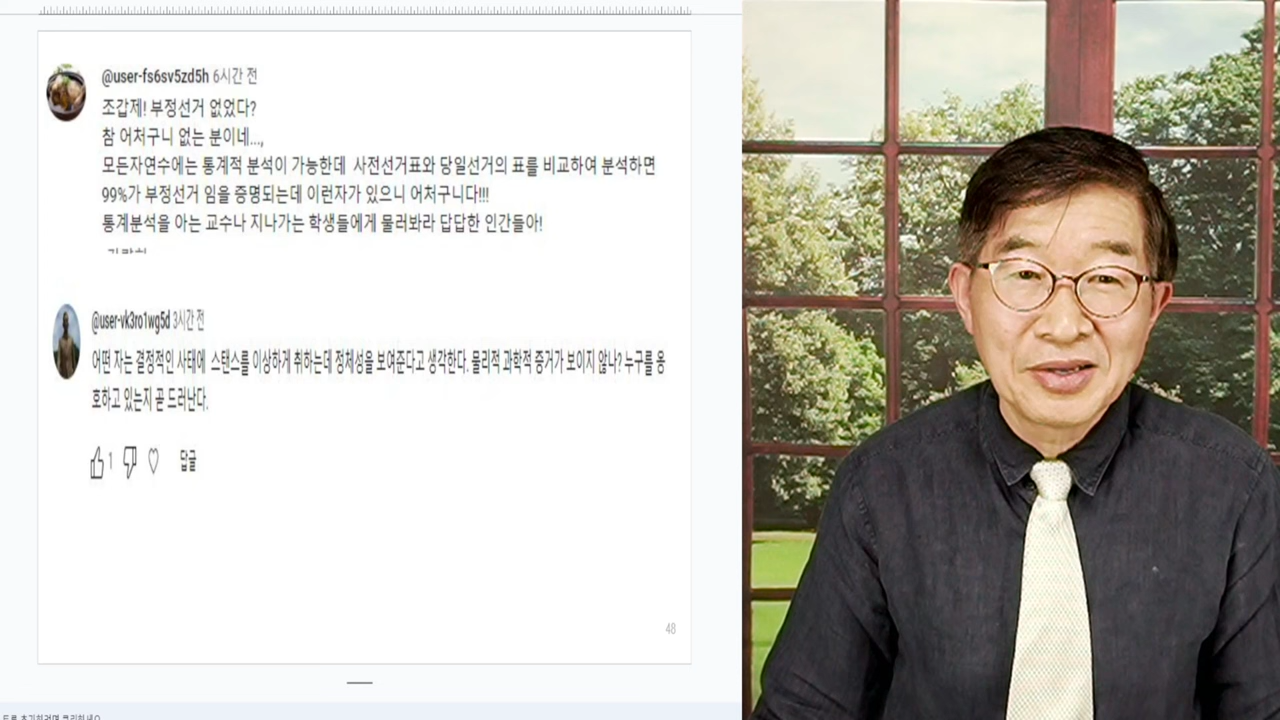 @user-fs6sv5zd5h 6시간 전
조갑제! 부정선거 없었다?
참 어처구니 없는 분이네...,
모든자연수에는 통계적 분석이 가능한데 사전선거표와 당일선거의 표를 비교하여 분석하면
99%가 부정선거 임을 증명되는데 이런자가 있으니 어처구니다!!!
통계분석을 아는 교수나 지나가는 학생들에게 물러봐라 답답한 인간들아!
@user-vk3ro1wg5d 3시간 전
어떤 자는 결정적인 사태에 스탠스를 이상하게 취하는데 정체성을 보여준다고 생각한다. 물리적 과학적 증거가 보이지 않나? 누구를 옹
호하고 있는지 곧 드러난다.
1 답글
48